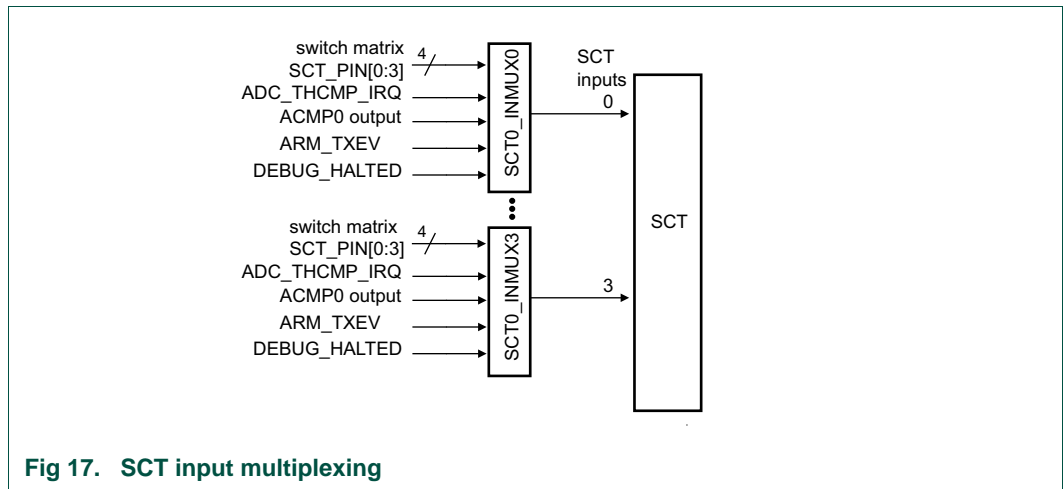 switch matrix
SCT_PIN[0:3]
4
ADC_THCMP_IRQ
ACMP0 output
ARM_TXEV
DEBUG_HALTED
SCT0_INMUX0
SCT
inputs
0
switch matrix
SCT_PIN[0:3]
4
ADC_THCMP_IRQ
ACMP0 output
ARM_TXEV
DEBUG_HALTED
SCT0_INMUX3
3
SCT
Fig 17. SCT input multiplexing